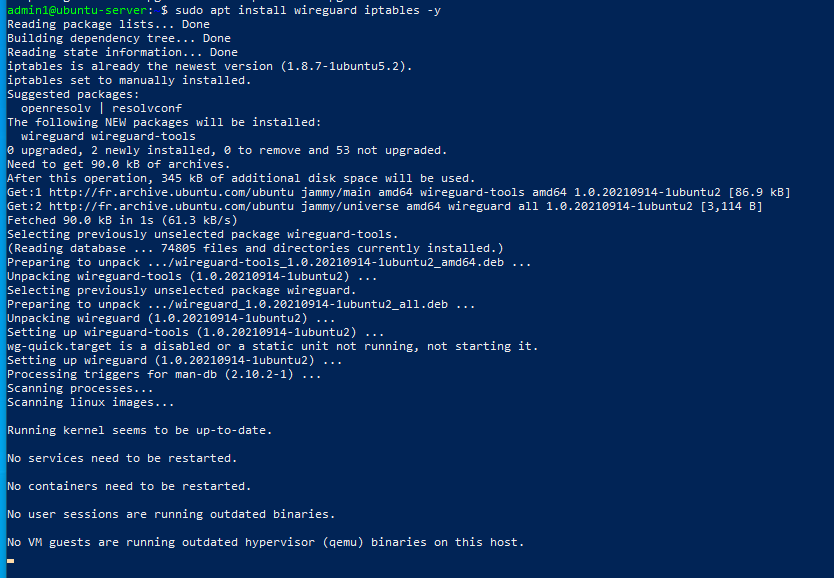 admin1@ubuntu-server: $ sudo apt install wireguard iptables -y
Reading package lists... Done
Building dependency tree... Done
Reading state information... Done
iptables is already the newest version (1.8.7-1ubuntu5.2).
iptables set to manually installed.
Suggested packages:
  openresolv | resolvconf
The following NEW packages will be installed:
  wireguard wireguard-tools
0 upgraded, 2 newly installed, 0 to remove and 53 not upgraded.
Need to get 90.0 kB of archives.
After this operation, 345 kB of additional disk space will be used.
Get:1 http://fr.archive.ubuntu.com/ubuntu jammy/main amd64 wireguard-tools amd64 1.0.20210914-1ubuntu2 [86.9 kB]
Get:2 http://fr.archive.ubuntu.com/ubuntu jammy/universe amd64 wireguard all 1.0.20210914-1ubuntu2 [3,114 B]
Fetched 90.0 kB in 1s (61.3 kB/s)
Selecting previously unselected package wireguard-tools.
(Reading database ... 74805 files and directories currently installed.)
Preparing to unpack .../wireguard-tools_1.0.20210914-1ubuntu2_amd64.deb ...
Unpacking wireguard-tools (1.0.20210914-1ubuntu2) ...
Selecting previously unselected package wireguard.
Preparing to unpack .../wireguard_1.0.20210914-1ubuntu2_all.deb ...
Unpacking wireguard (1.0.20210914-1ubuntu2) ...
Setting up wireguard-tools (1.0.20210914-1ubuntu2) ...
wg-quick.target is a disabled or a static unit not running, not starting it.
Setting up wireguard (1.0.20210914-1ubuntu2) ...
Processing triggers for man-db (2.10.2-1) ...
Scanning processes...
Scanning linux images...
Running kernel seems to be up-to-date.
No services need to be restarted.
No containers need to be restarted.
No user sessions are running outdated binaries.
No VM guests are running outdated hypervisor (qemu) binaries on this host.